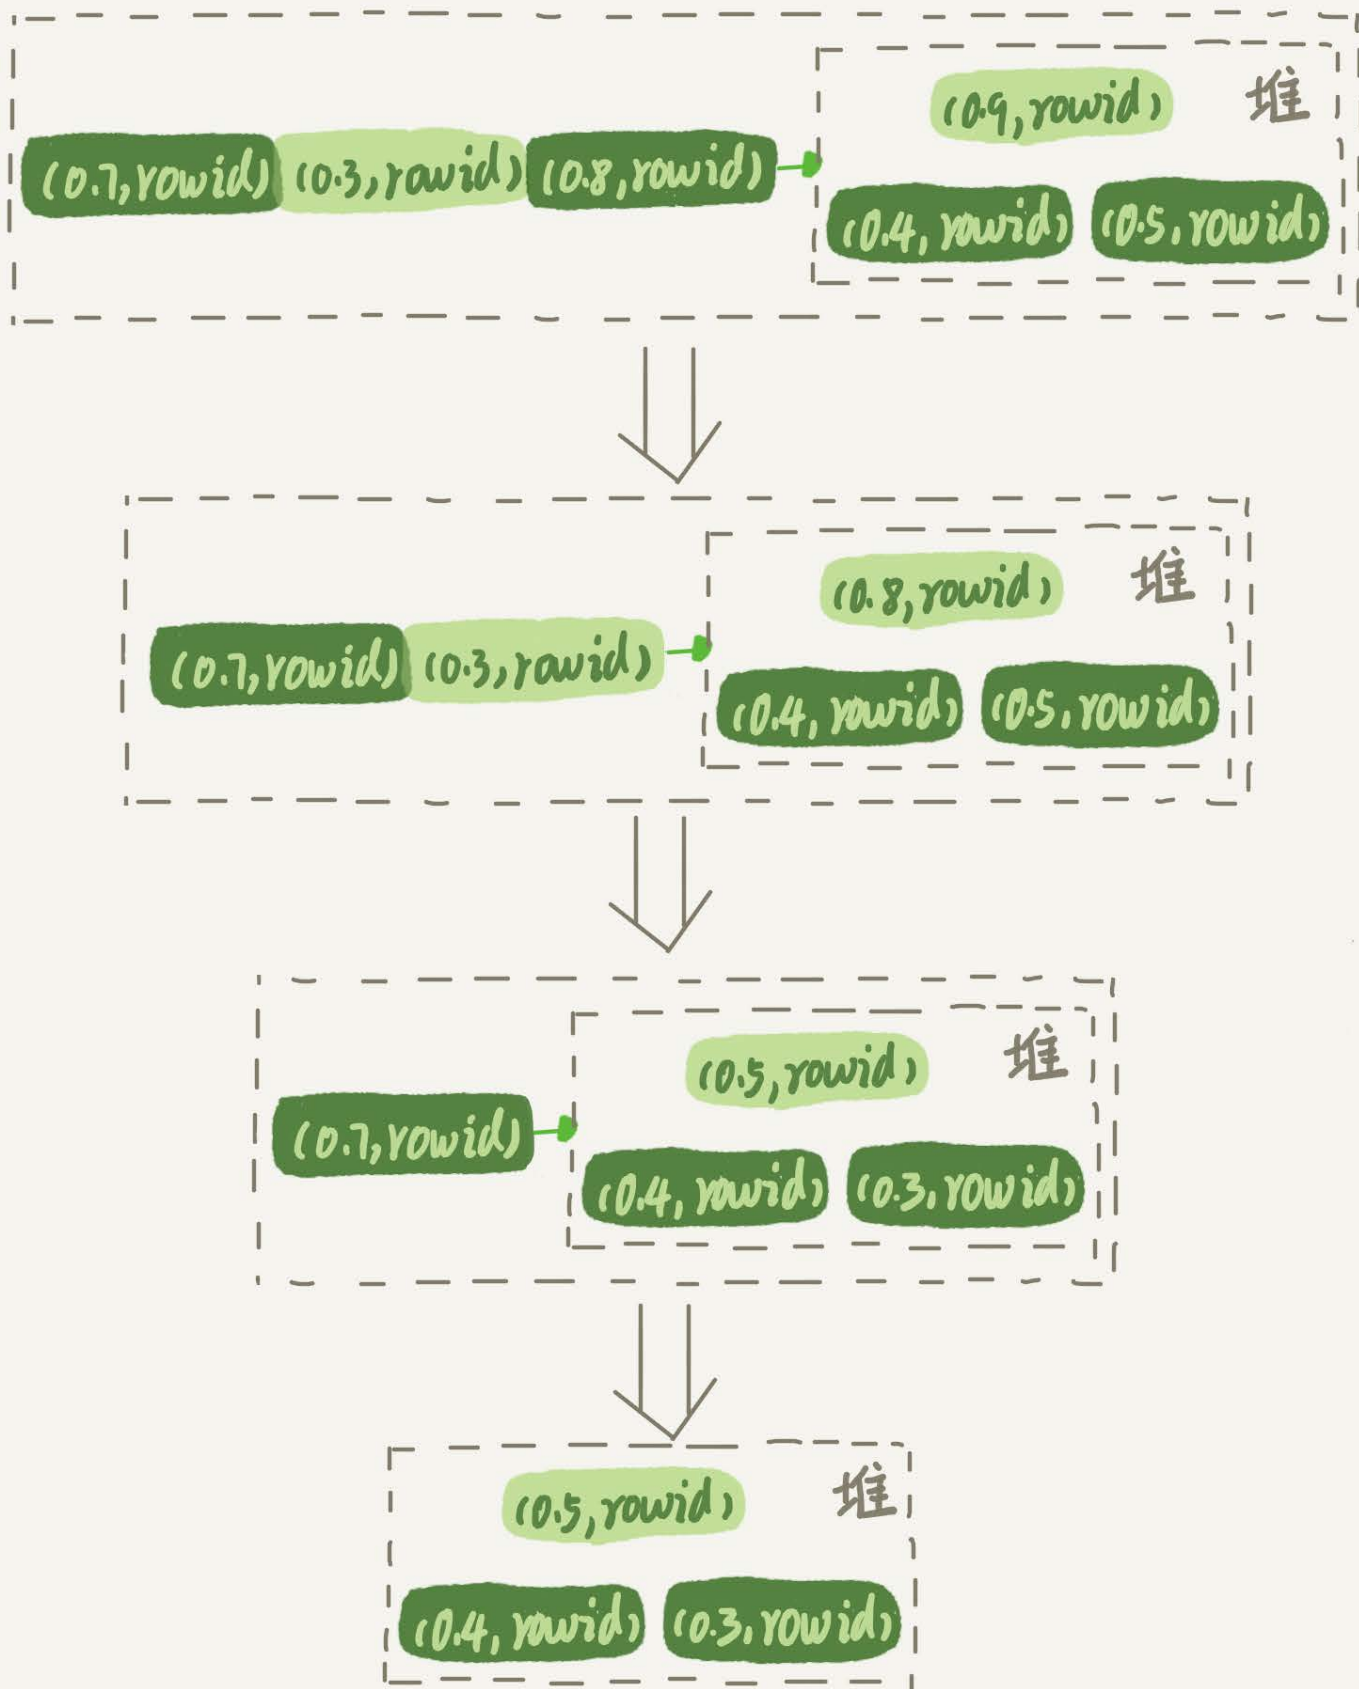 (0.9,rowid) 堆
(0.7,rowid) (0.3,rowid) (0.8,rowid)
(0.4,rowid) (0.5,rowid)
(0.8,rowid) 堆
(0.7,rowid) (0.3,rowid)
(0.4,rowid) (0.5,rowid)
(0.5,rowid) 堆
(0.7,rowid)
(0.4,rowid) (0.3,rowid)
(0.5,rowid) 堆
(0.4,rowid) (0.3,rowid)